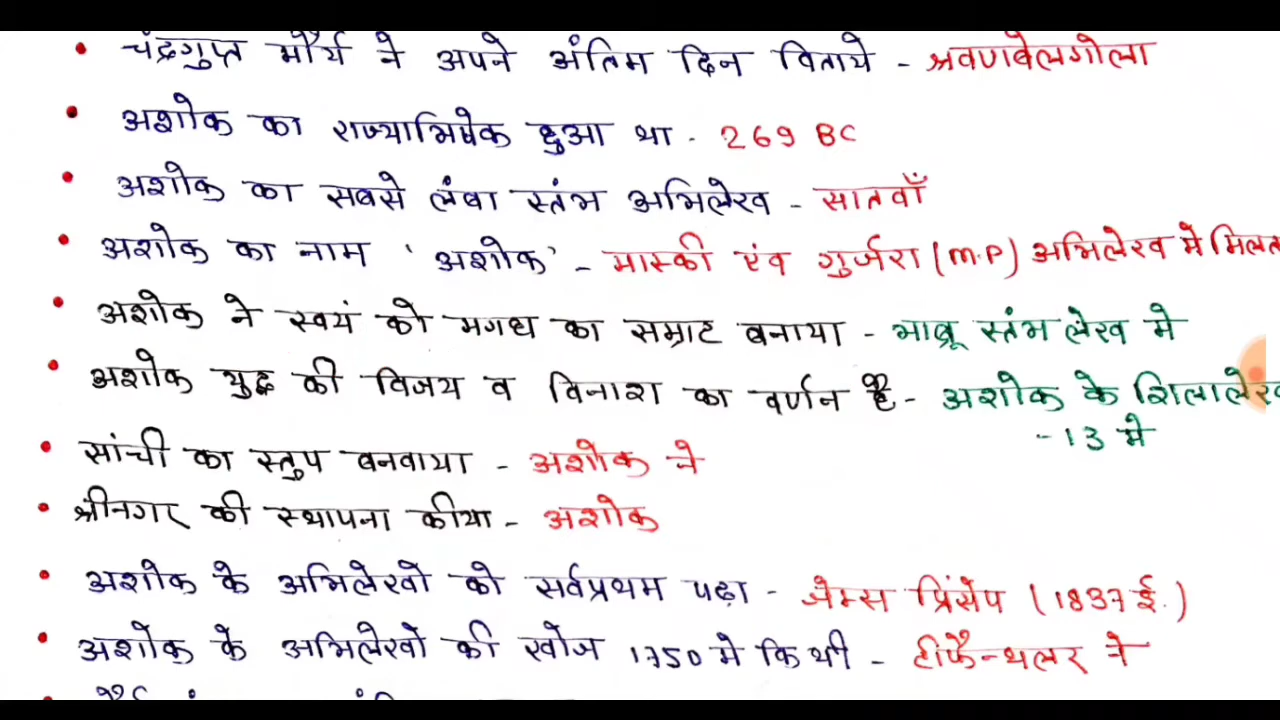 • चंद्रगुप्त मौर्य ने अपने अंतिम दिन बिताये - श्रवणबेलगोला
• अशोक का राज्याभिषेक हुआ था - 269 BC
• अशोक का सबसे लंबा स्तंभ अभिलेख - सातवाँ
• अशोक का नाम 'अशोक' - मास्की एंव गुर्जरा (M.P) अभिलेख मे मिलत
• अशोक ने स्वयं को मगध का सम्राट बनाया - भाब्रू स्तंभ लेख मे
• अशोक युद्ध की विजय व विनाश का वर्णन है - अशोक के शिलालेख
- 13 मे
• सांची का स्तुप बनवाया - अशोक ने
• श्रीनगर की स्थापना कीया - अशोक
• अशोक के अभिलेखो को सर्वप्रथम पढ़ा - जेम्स प्रिंसेप (1837 ई.)
• अशोक के अभिलेखो की खोज 1750 मे कि थी - टीफैन्थलर ने